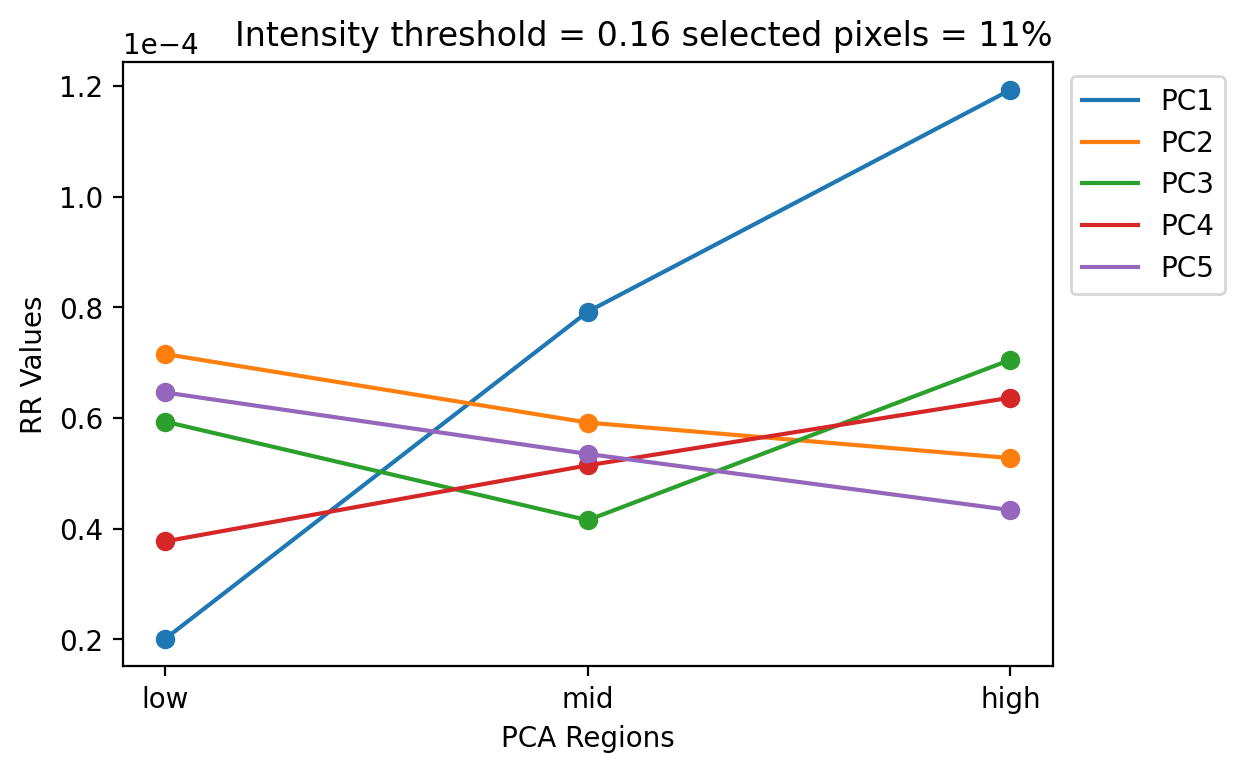 1e−4
Intensity threshold = 0.16 selected pixels = 11%
1.2
1.0
0.8
0.6
0.4
0.2
RR Values
low
mid
high
PCA Regions
PC1
PC2
PC3
PC4
PC5